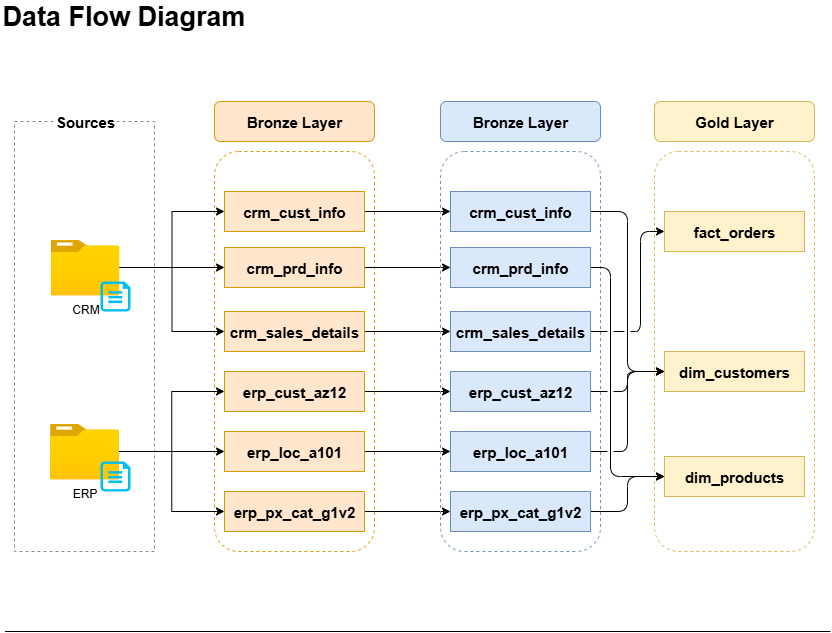 Data Flow Diagram
Sources
Bronze Layer
Bronze Layer
Gold Layer
CRM
ERP
crm_cust_info
crm_prd_info
crm_sales_details
erp_cust_az12
erp_loc_a101
erp_px_cat_g1v2
crm_cust_info
crm_prd_info
crm_sales_details
erp_cust_az12
erp_loc_a101
erp_px_cat_g1v2
fact_orders
dim_customers
dim_products